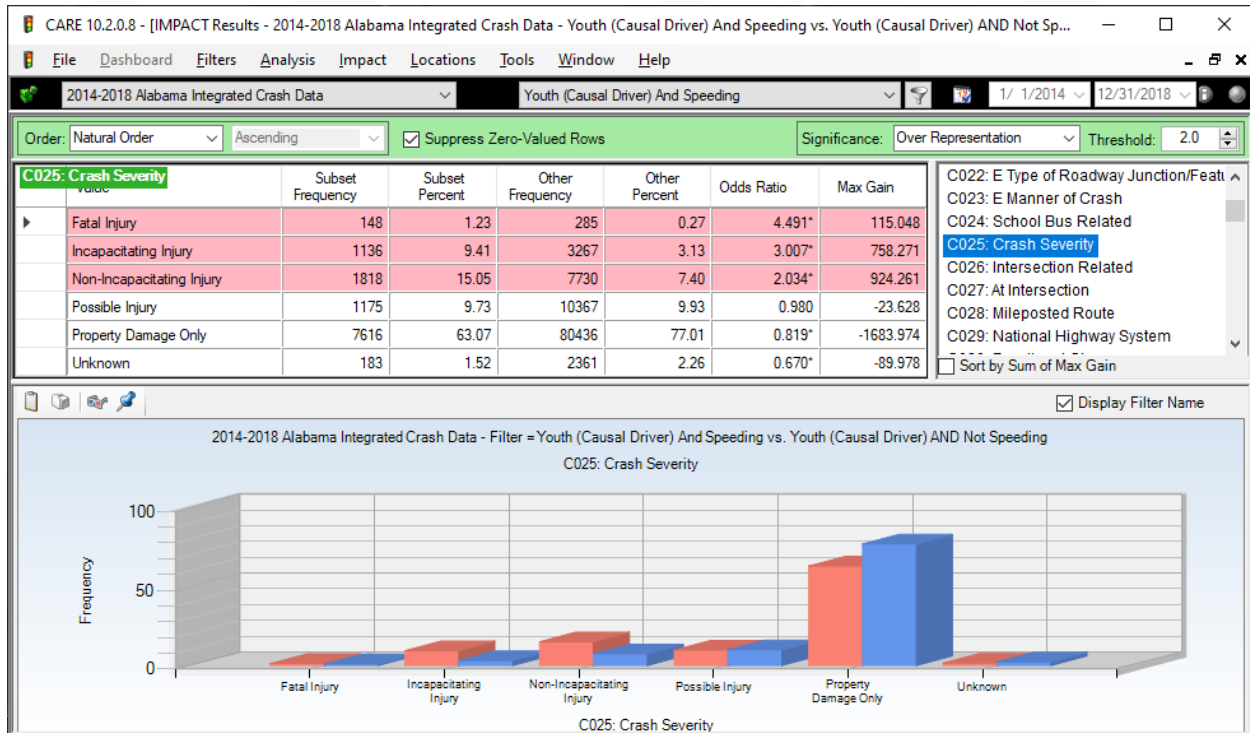 CARE 10.2.0.8 - [IMPACT Results - 2014-2018 Alabama Integrated Crash Data - Youth (Causal Driver) And Speeding vs. Youth (Causal Driver) AND Not Sp...
File Dashboard Filters Analysis Impact Locations Tools Window Help
2014-2018 Alabama Integrated Crash Data Youth (Causal Driver) And Speeding 1/ 1/2014 12/31/2018
Order: Natural Order Ascending Suppress Zero-Valued Rows Significance: Over Representation Threshold: 2.0
C025: Crash Severity Subset Frequency Subset Percent Other Frequency Other Percent Odds Ratio Max Gain
Fatal Injury 148 1.23 285 0.27 4.491* 115.048
Incapacitating Injury 1136 9.41 3267 3.13 3.007* 758.271
Non-Incapacitating Injury 1818 15.05 7730 7.40 2.034* 924.261
Possible Injury 1175 9.73 10367 9.93 0.980 -23.628
Property Damage Only 7616 63.07 80436 77.01 0.819* -1683.974
Unknown 183 1.52 2361 2.26 0.670* -89.978
C022: E Type of Roadway Junction/Featu
C023: E Manner of Crash
C024: School Bus Related
C025: Crash Severity
C026: Intersection Related
C027: At Intersection
C028: Mileposted Route
C029: National Highway System
Sort by Sum of Max Gain
Display Filter Name
2014-2018 Alabama Integrated Crash Data - Filter = Youth (Causal Driver) And Speeding vs. Youth (Causal Driver) AND Not Speeding
C025: Crash Severity
100
50
0
Frequency
Fatal Injury
Incapacitating
Injury
Non-Incapacitating
Injury
Possible Injury
Property
Damage Only
Unknown
C025: Crash Severity